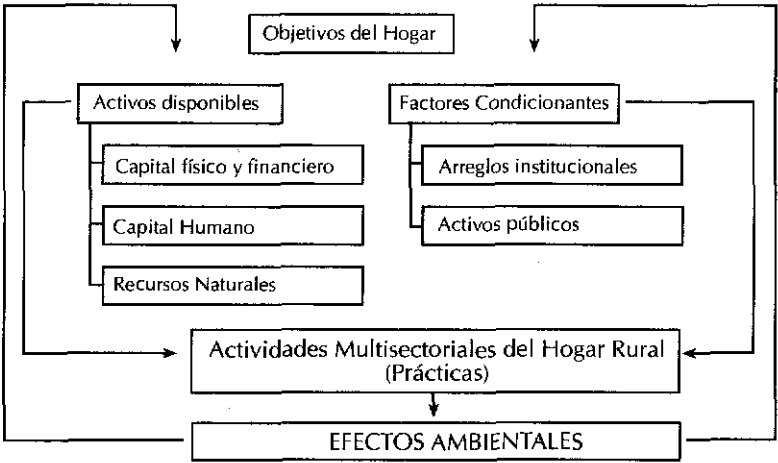 Objetivos del Hogar
Activos disponibles
Capital físico y financiero
Capital Humano
Recursos Naturales
Factores Condicionantes
Arreglos institucionales
Activos públicos
Actividades Multisectoriales del Hogar Rural
(Prácticas)
EFECTOS AMBIENTALES